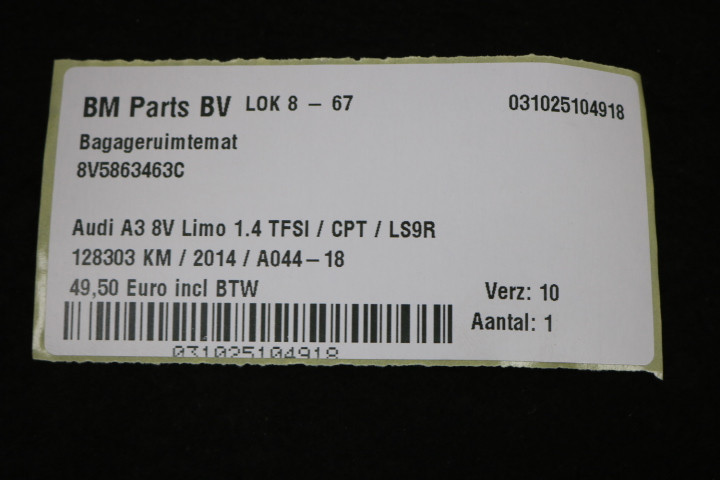 BM Parts BV LOK 8 - 67 031025104918
Bagageruimtemat
8V5863463C
Audi A3 8V Limo 1.4 TFSI / CPT / LS9R
128303 KM / 2014 / A044-18
49,50 Euro incl BTW
Verz: 10
Aantal: 1
031025104918